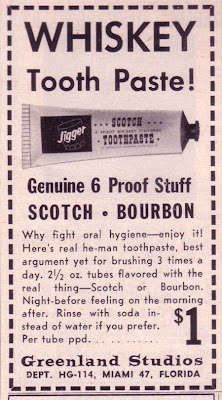 WHISKEY
Tooth Paste!
Jigger
SCOTCH
PROOF WHISKEY FLAVORED
TOOTHPASTE
Genuine 6 Proof Stuff
SCOTCH • BOURBON
Why fight oral hygiene—enjoy it!
Here's real he-man toothpaste, best
argument yet for brushing 3 times a
day. 2½ oz. tubes flavored with the
real thing—Scotch or Bourbon.
Night-before feeling on the morning
after. Rinse with soda in-
stead of water if you prefer.
Per tube ppd. . . . . . . . . . . $1
Greenland Studios
DEPT. HG-114, MIAMI 47, FLORIDA